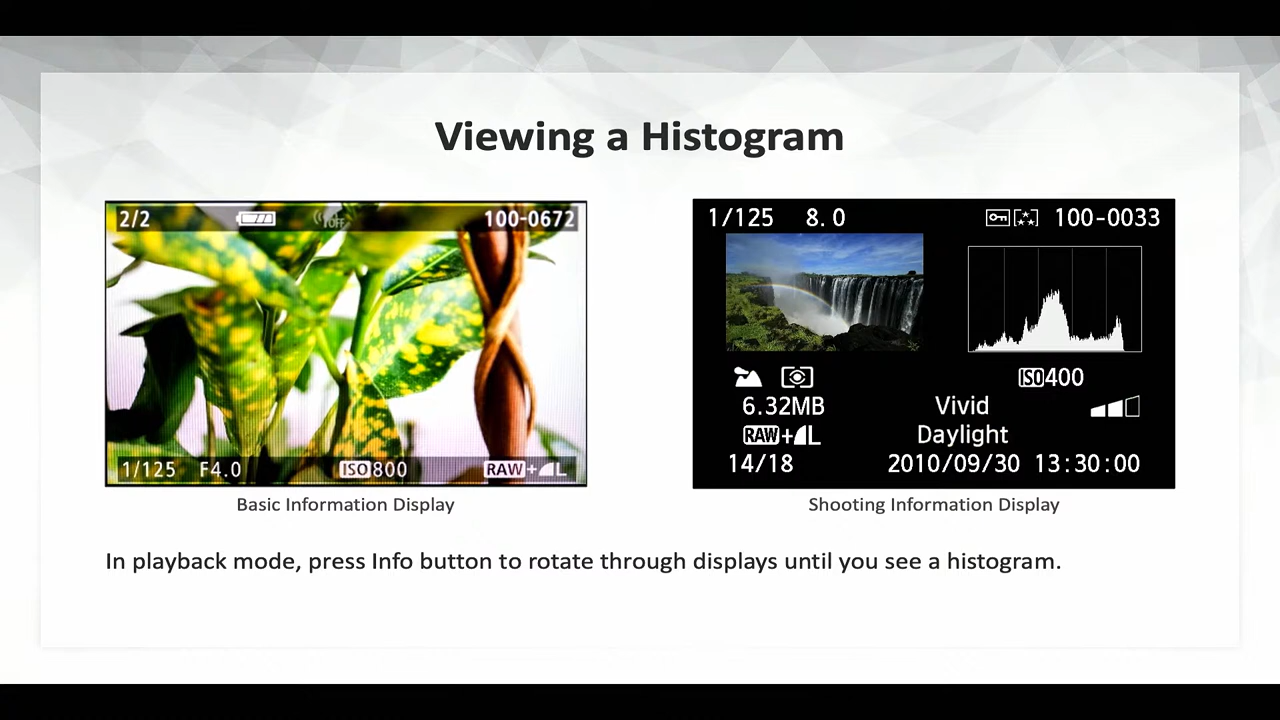 Viewing a Histogram
2/2 OFF 100-0672
1/125 F4.0 ISO800 RAW+L
Basic Information Display
1/125 8.0 100-0033
ISO400
6.32MB Vivid
RAW+L Daylight
14/18 2010/09/30 13:30:00
Shooting Information Display
In playback mode, press Info button to rotate through displays until you see a histogram.